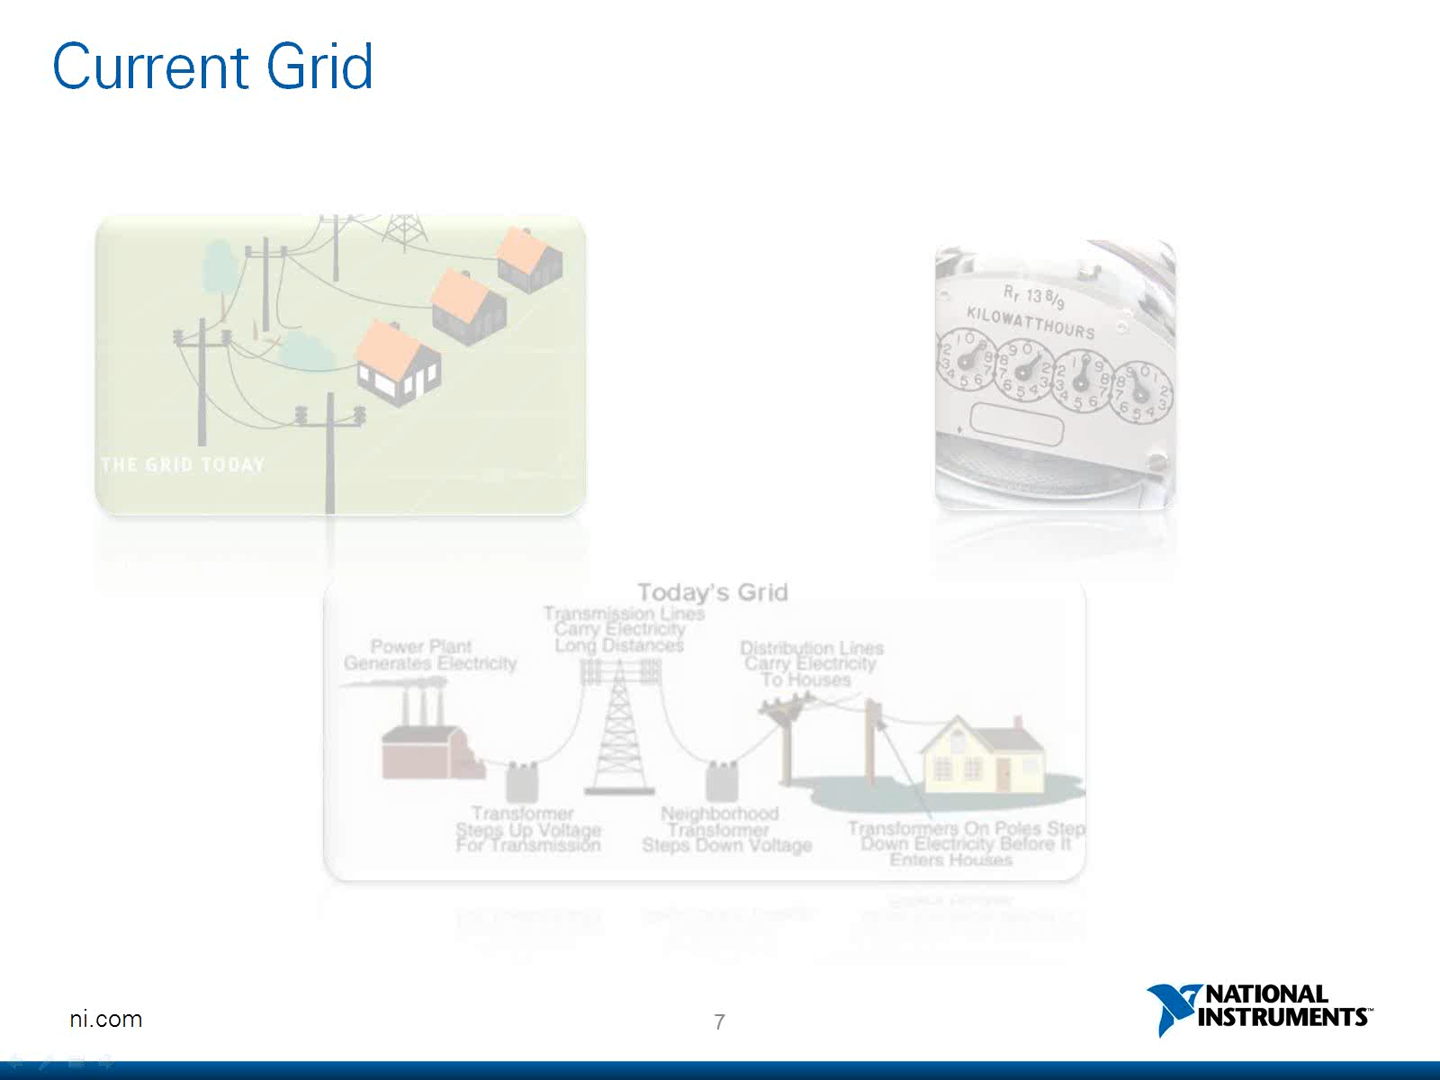 Current Grid
THE GRID TODAY
Rr 13 8/9
KILOWATTHOURS
Today's Grid
Transmission Lines
Carry Electricity
Long Distances
Power Plant
Generates Electricity
Distribution Lines
Carry Electricity
To Houses
Transformer
Steps Up Voltage
For Transmission
Neighborhood
Transformer
Steps Down Voltage
Transformers On Poles Step
Down Electricity Before It
Enters Houses
ni.com
7
NATIONAL
INSTRUMENTS™